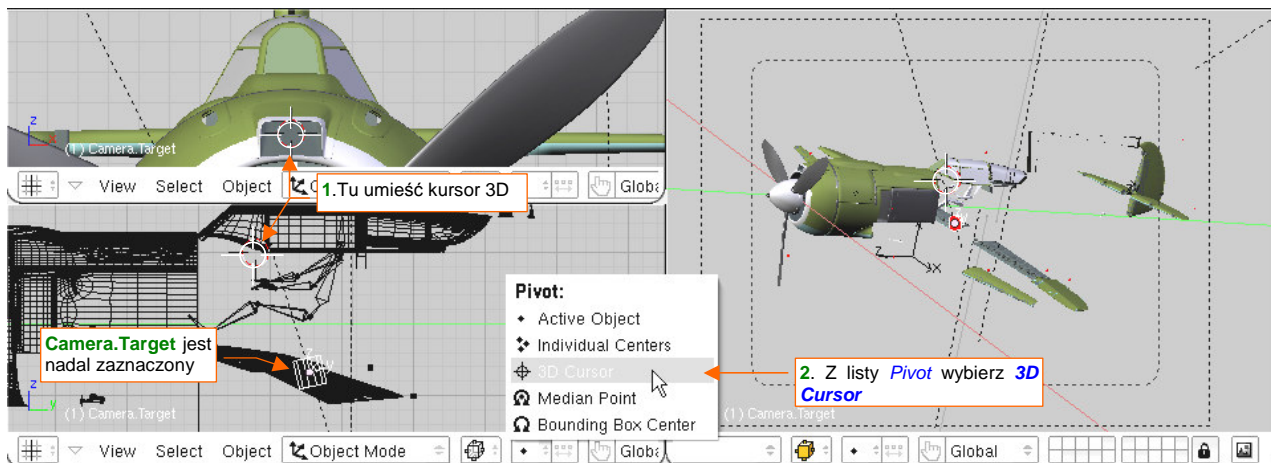 z
x
(1) Camera.Target
View Select Object
Globa
1.Tu umieść kursor 3D
Camera.Target jest
nadal zaznaczony
z
y
(1) Camera.Target
Pivot:
Active Object
Individual Centers
3D Cursor
Median Point
Bounding Box Center
2. Z listy Pivot wybierz 3D
Cursor
Z
X
(1) Camera.Target
View Select Object Object Mode
Globa
Global